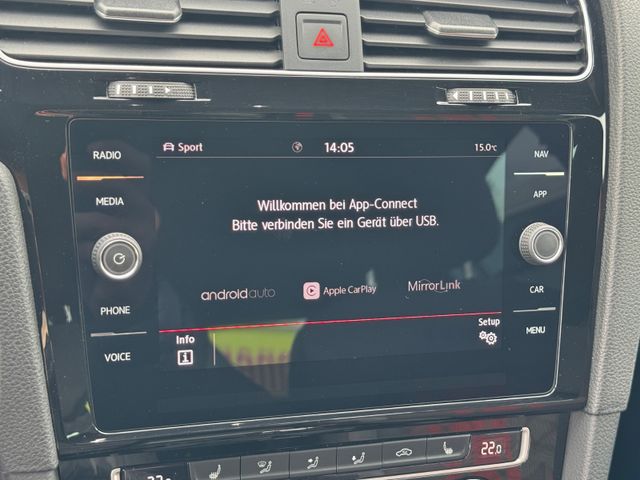 RADIO
MEDIA
PHONE
VOICE
Sport
14:05
15.0°C
NAV
APP
CAR
MENU
Willkommen bei App-Connect
Bitte verbinden Sie ein Gerät über USB.
androidauto
Apple CarPlay
MirrorLink
Info
i
Setup
22.0